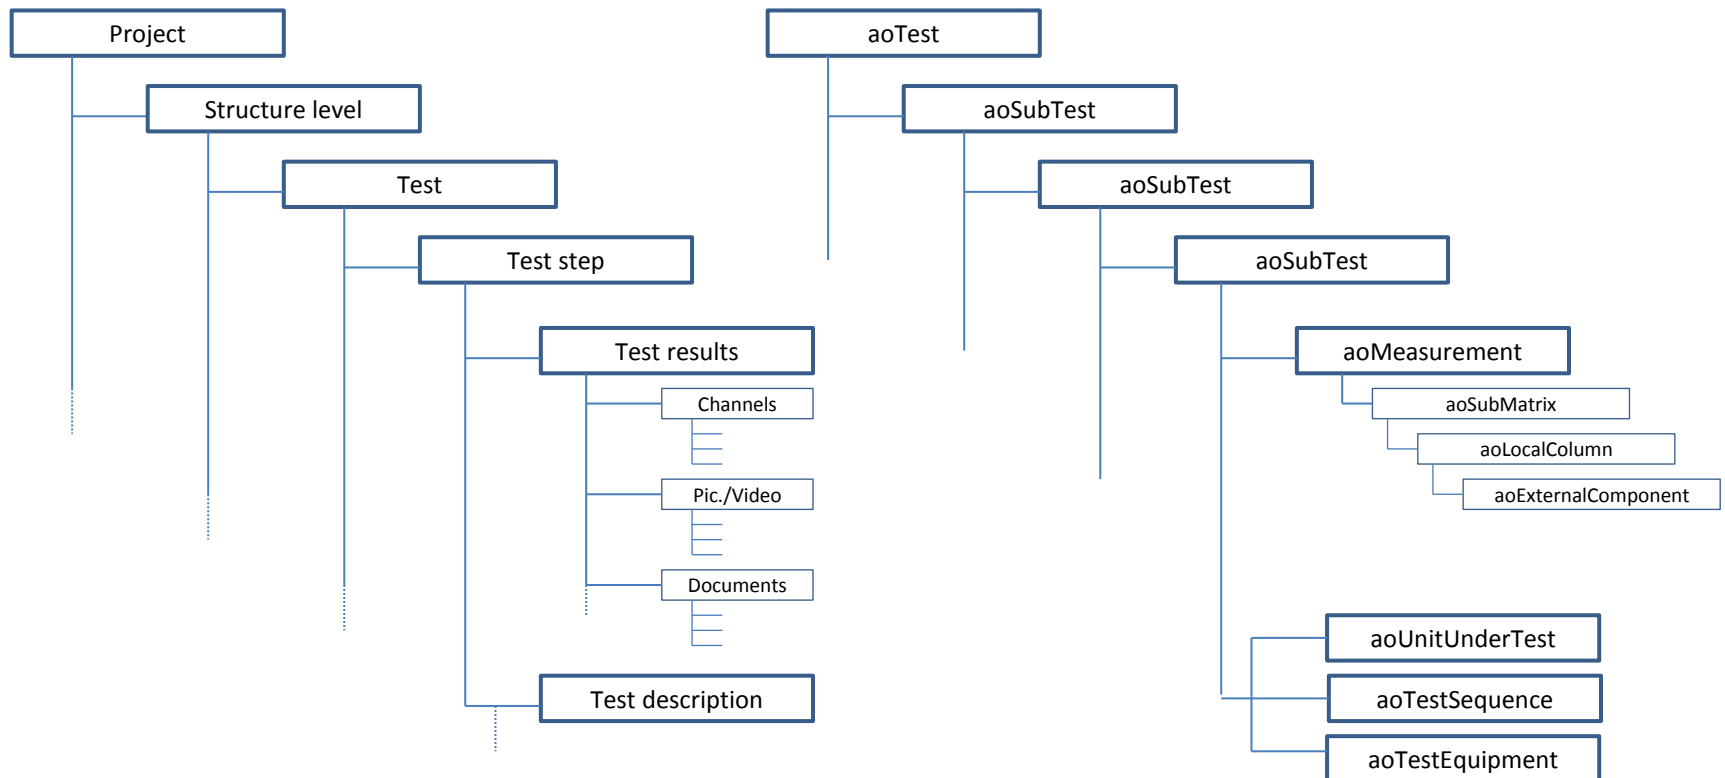 Project
Structure level
Test
Test step
Test results
Channels
Pic./Video
Documents
Test description
aoTest
aoSubTest
aoSubTest
aoSubTest
aoMeasurement
aoSubMatrix
aoLocalColumn
aoExternalComponent
aoUnitUnderTest
aoTestSequence
aoTestEquipment